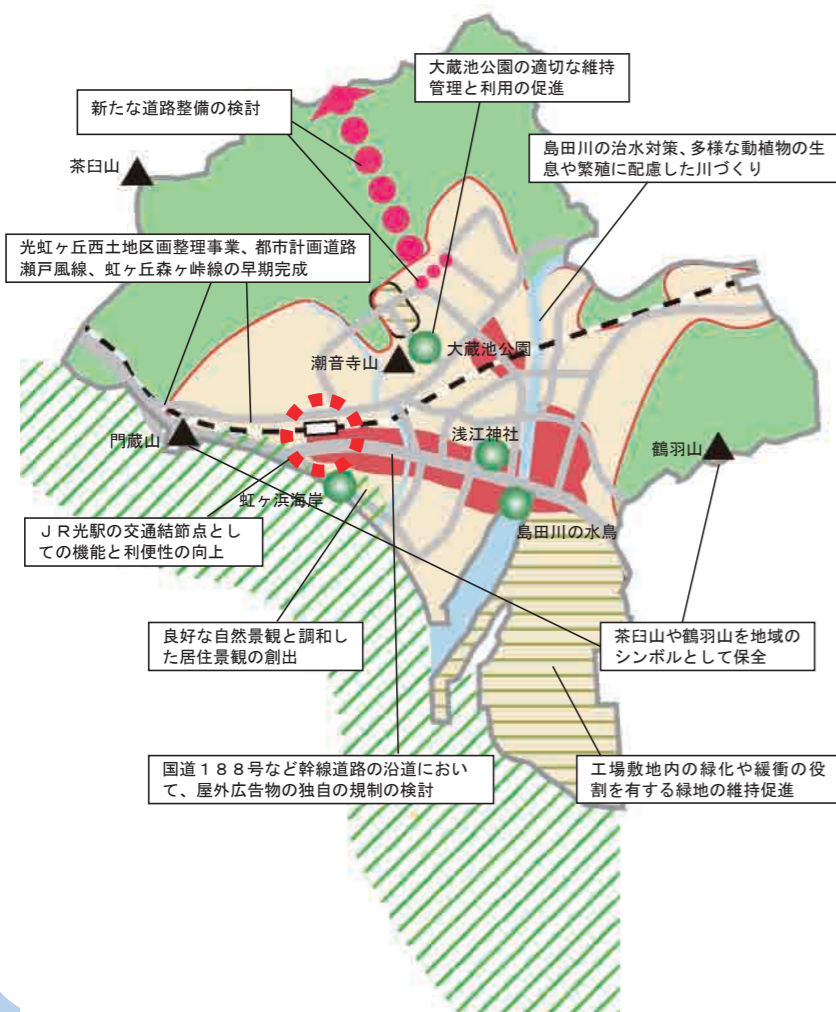 大蔵池公園の適切な維持
管理と利用の促進
新たな道路整備の検討
島田川の治水対策、多様な動植物の生
息や繁殖に配慮した川づくり
茶臼山
光虹ヶ丘西土地区画整理事業、都市計画道路
瀬戸風線、虹ヶ丘森ヶ峠線の早期完成
大蔵池公園
潮音寺山
浅江神社
門蔵山
鶴羽山
虹ヶ浜海岸
島田川の水鳥
ＪＲ光駅の交通結節点とし
ての機能と利便性の向上
良好な自然景観と調和し
た居住景観の創出
茶臼山や鶴羽山を地域の
シンボルとして保全
国道１８８号など幹線道路の沿道におい
て、屋外広告物の独自の規制の検討
工場敷地内の緑化や緩衝の役
割を有する緑地の維持促進